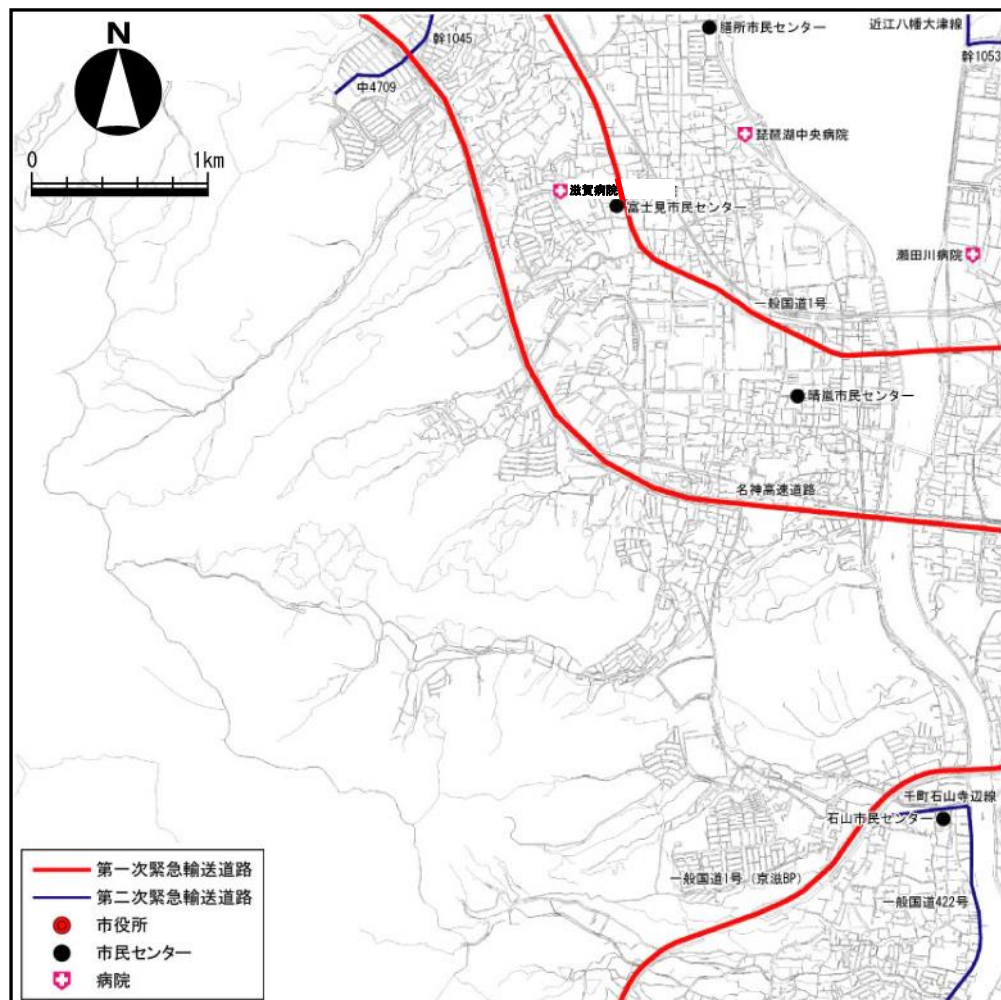 N
0 1km
幹1045
中4709
膳所市民センター
近江八幡大津線
幹1053
琵琶湖中央病院
滋賀病院
富士見市民センター
瀬田川病院
一般国道1号
晴嵐市民センター
名神高速道路
千町石山寺辺線
石山市民センター
一般国道1号（京滋BP）
一般国道422号
第一次緊急輸送道路
第二次緊急輸送道路
市役所
市民センター
病院